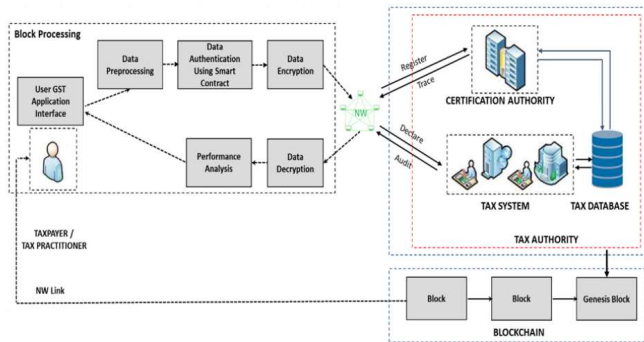 Block Processing
Data
Preprocessing
Data
Authentication
Using Smart
Contract
Data
Encryption
User GST
Application
Interface
Performance
Analysis
Data
Decryption
NW
Register
Trace
Declare
Audit
CERTIFICATION AUTHORITY
TAX SYSTEM
TAX DATABASE
TAX AUTHORITY
TAXPAYER /
TAX PRACTITIONER
NW Link
Block
Block
Genesis Block
BLOCKCHAIN